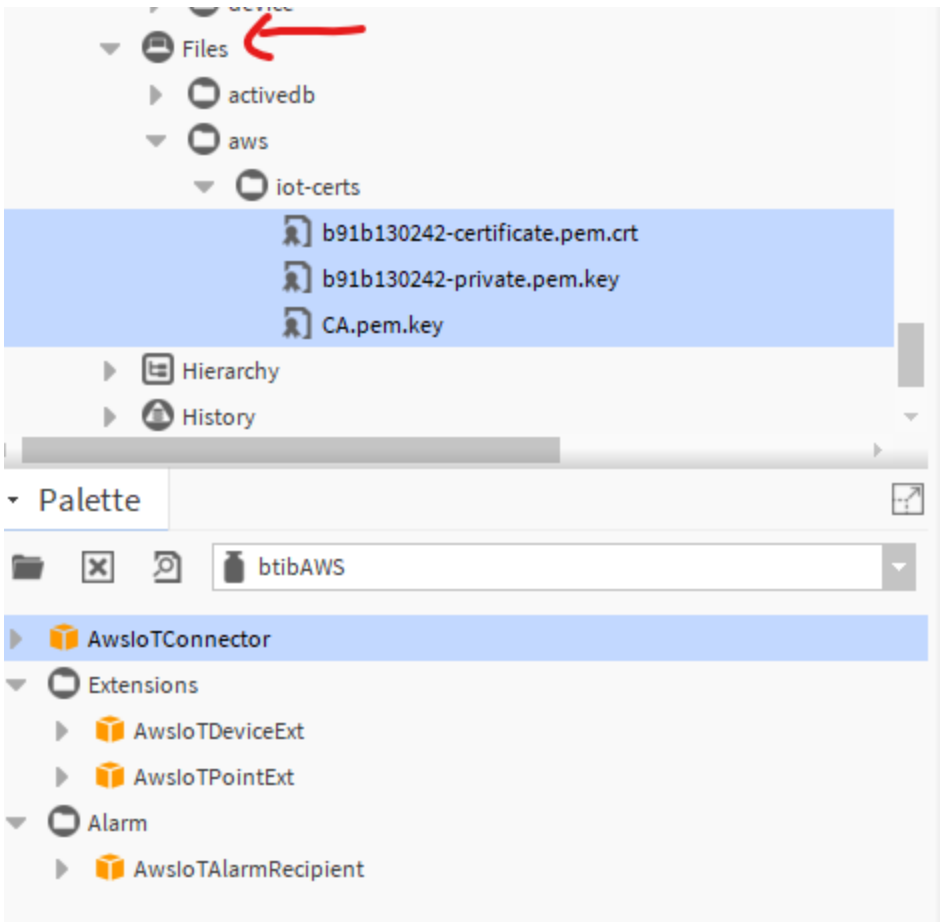 device
Files
activedb
aws
iot-certs
b91b130242-certificate.pem.crt
b91b130242-private.pem.key
CA.pem.key
Hierarchy
History
Palette
btibAWS
AwsIoTConnector
Extensions
AwsIoTDeviceExt
AwsIoTPointExt
Alarm
AwsIoTAlarmRecipient